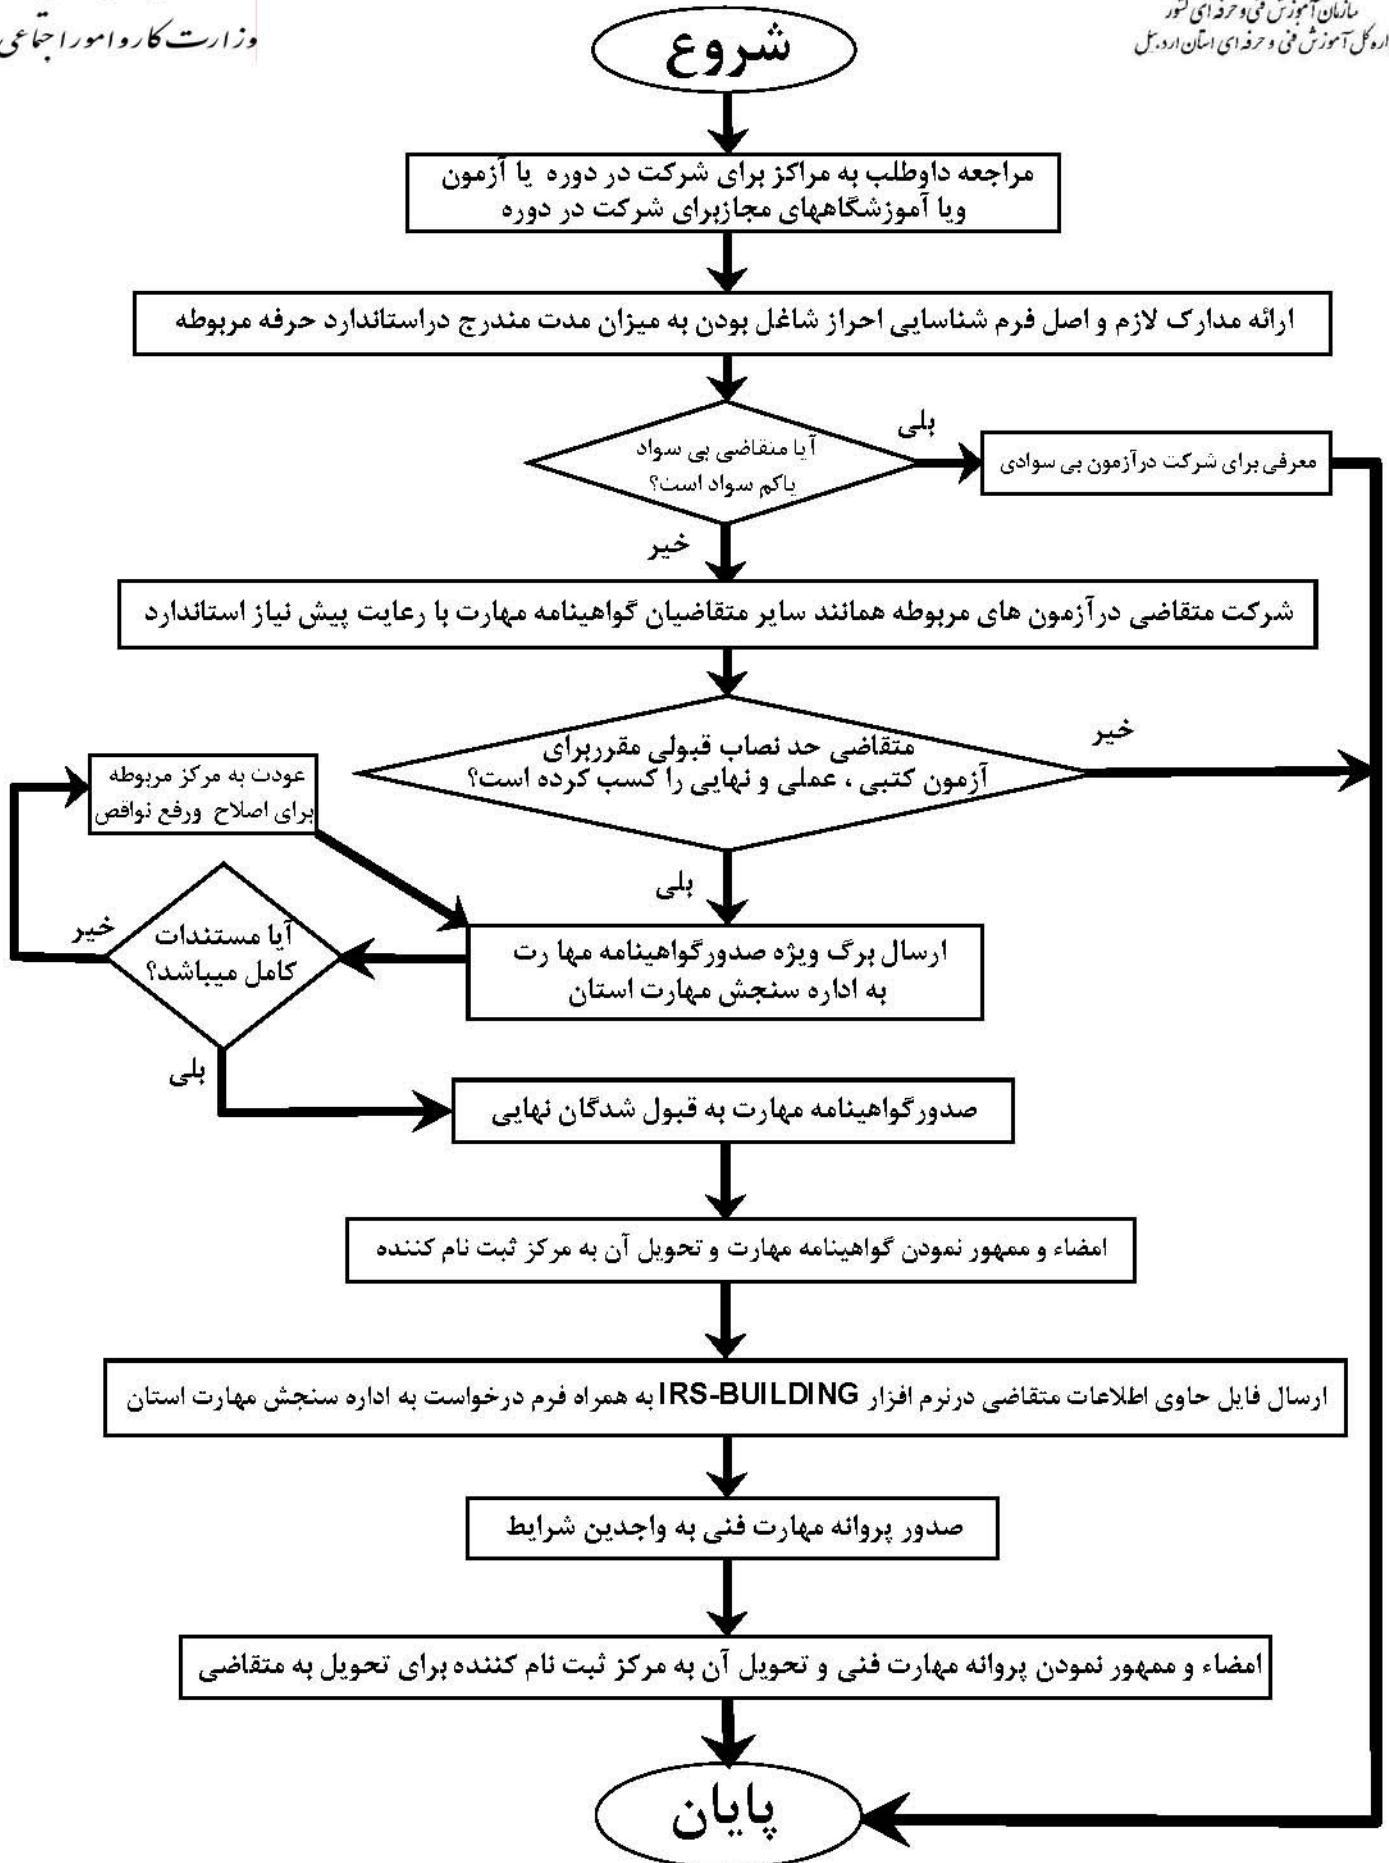 سازمان آموزش فنی و حرفه ای کشور
اداره کل آموزش فنی و حرفه ای استان اردبیل
وزارت کار و امور اجتماعی
شروع
مراجعه داوطلب به مراکز برای شرکت در دوره یا آزمون
ویا آموزشگاههای مجازبرای شرکت در دوره
ارائه مدارک لازم و اصل فرم شناسایی احراز شاغل بودن به میزان مدت مندرج دراستاندارد حرفه مربوطه
آیا متقاضی بی سواد
یاکم سواد است؟
بلی
معرفی برای شرکت درآزمون بی سوادی
خیر
شرکت متقاضی درآزمون های مربوطه همانند سایر متقاضیان گواهینامه مهارت با رعایت پیش نیاز استاندارد
متقاضی حد نصاب قبولی مقرربرای
آزمون کتبی ، عملی و نهایی را کسب کرده است؟
خیر
عودت به مرکز مربوطه
برای اصلاح ورفع نواقص
بلی
ارسال برگ ویژه صدورگواهینامه مها رت
به اداره سنجش مهارت استان
آیا مستندات
کامل میباشد؟
خیر
بلی
صدورگواهینامه مهارت به قبول شدگان نهایی
امضاء و ممهور نمودن گواهینامه مهارت و تحویل آن به مرکز ثبت نام کننده
ارسال فایل حاوی اطلاعات متقاضی درنرم افزار IRS-BUILDING به همراه فرم درخواست به اداره سنجش مهارت استان
صدور پروانه مهارت فنی به واجدین شرایط
امضاء و ممهور نمودن پروانه مهارت فنی و تحویل آن به مرکز ثبت نام کننده برای تحویل به متقاضی
پایان